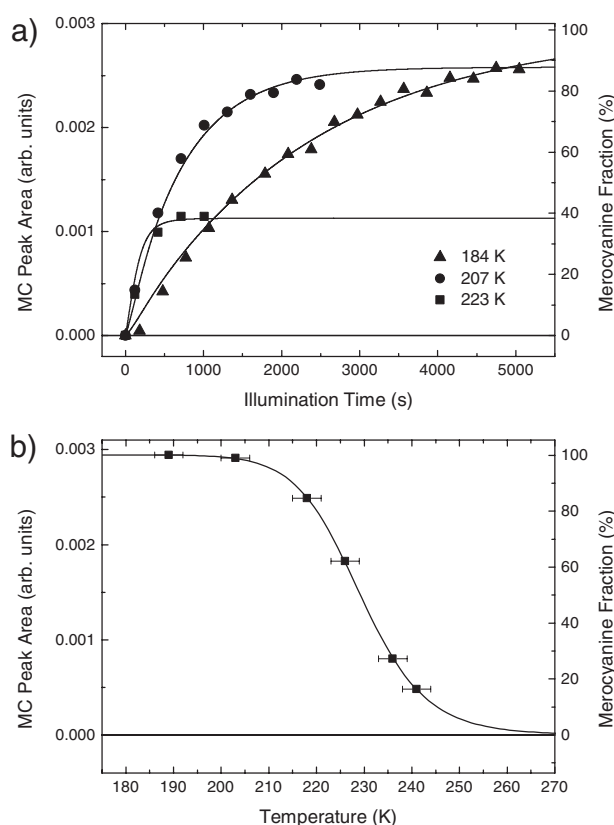 a)
0.003
0.002
0.001
0.000
MC Peak Area (arb. units)
100
80
60
40
20
0
Merocyanine Fraction (%)
184 K
207 K
223 K
0 1000 2000 3000 4000 5000
Illumination Time (s)
b)
0.003
0.002
0.001
0.000
MC Peak Area (arb. units)
100
80
60
40
20
0
Merocyanine Fraction (%)
180 190 200 210 220 230 240 250 260 270
Temperature (K)